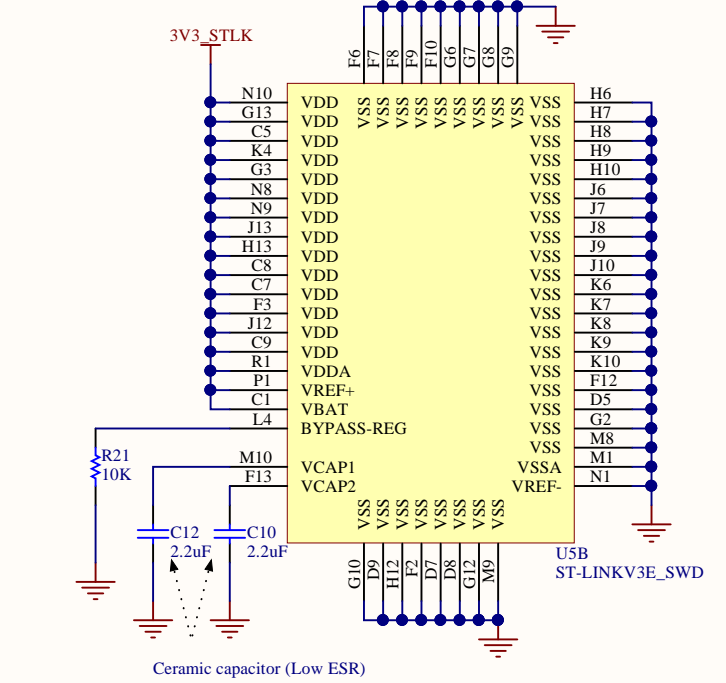 3V3_STLK
F6 F7 F8 F9 F10 G6 G7 G8 G9
VSS VSS VSS VSS VSS VSS VSS VSS VSS
N10 VDD VSS H6
G13 VDD VSS H7
C5 VDD VSS H8
K4 VDD VSS H9
G3 VDD VSS H10
N8 VDD VSS J6
N9 VDD VSS J7
J13 VDD VSS J8
H13 VDD VSS J9
C8 VDD VSS J10
C7 VDD VSS K6
F3 VDD VSS K7
J12 VDD VSS K8
C9 VDD VSS K9
R1 VDDA VSS K10
P1 VREF+ VSS F12
C1 VBAT VSS D5
L4 BYPASS-REG VSS G2
VSS M8
M10 VCAP1 VSSA M1
F13 VCAP2 VREF- N1
R21
10K
C12
2.2uF
C10
2.2uF
VSS VSS VSS VSS VSS VSS VSS VSS
G10 D9 H12 F2 D7 D8 G12 M9
U5B
ST-LINKV3E_SWD
Ceramic capacitor (Low ESR)